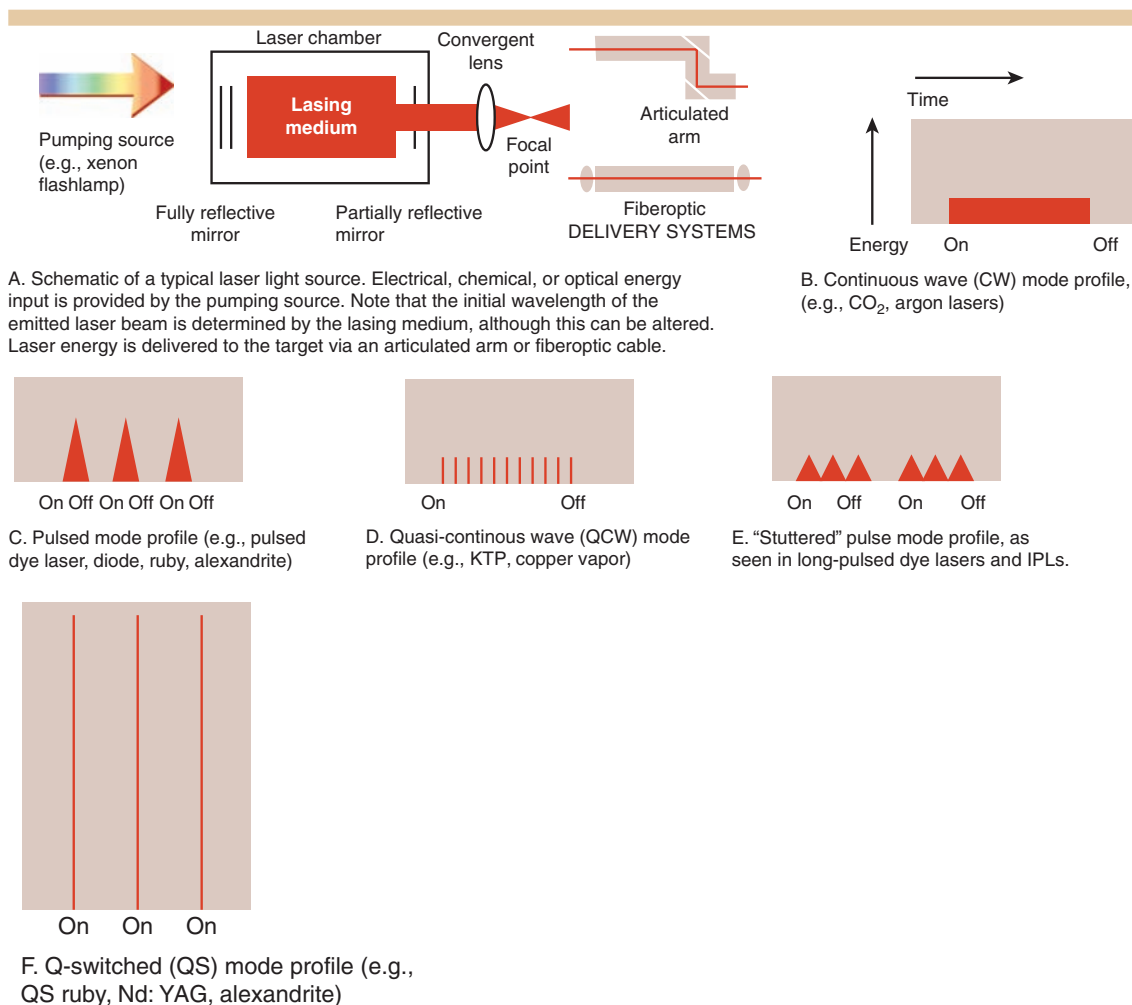 Laser chamber
Convergent
lens
Lasing
medium
Pumping source
(e.g., xenon
flashlamp)
Focal
point
Fully reflective
mirror
Partially reflective
mirror
Articulated
arm
Fiberoptic
DELIVERY SYSTEMS
A. Schematic of a typical laser light source. Electrical, chemical, or optical energy
input is provided by the pumping source. Note that the initial wavelength of the
emitted laser beam is determined by the lasing medium, although this can be altered.
Laser energy is delivered to the target via an articulated arm or fiberoptic cable.
Time
Energy
On Off
B. Continuous wave (CW) mode profile,
(e.g., CO₂, argon lasers)
On Off On Off On Off
C. Pulsed mode profile (e.g., pulsed
dye laser, diode, ruby, alexandrite)
On Off
D. Quasi-continous wave (QCW) mode
profile (e.g., KTP, copper vapor)
On Off On Off
E. “Stuttered” pulse mode profile, as
seen in long-pulsed dye lasers and IPLs.
On On On
F. Q-switched (QS) mode profile (e.g.,
QS ruby, Nd: YAG, alexandrite)